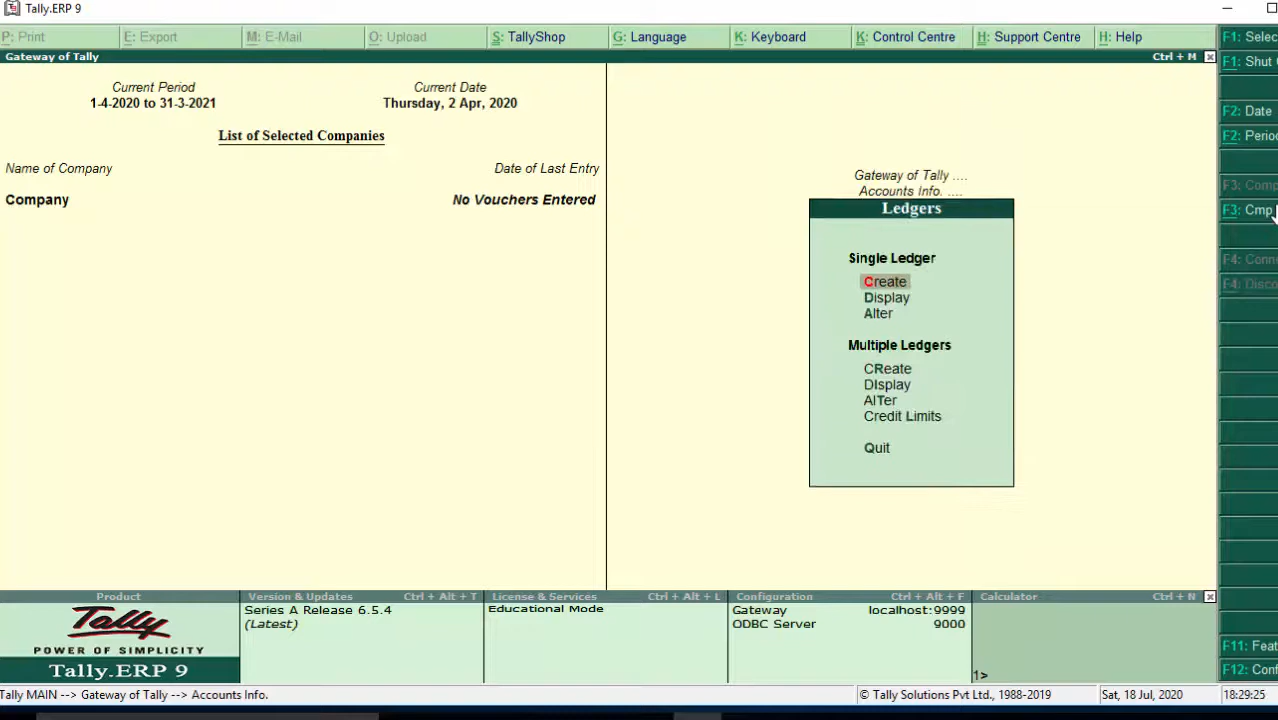 Tally.ERP 9
P: Print E: Export M: E-Mail O: Upload S: TallyShop G: Language K: Keyboard K: Control Centre H: Support Centre H: Help
Gateway of Tally Ctrl + M
Current Period Current Date
1-4-2020 to 31-3-2021 Thursday, 2 Apr, 2020
List of Selected Companies
Name of Company Date of Last Entry
Company No Vouchers Entered
Gateway of Tally ....
Accounts Info. ....
Ledgers
Single Ledger
Create
Display
Alter
Multiple Ledgers
CReate
DIsplay
AlTer
Credit Limits
Quit
F1: Selec
F1: Shut
F2: Date
F2: Perio
F3: Comp
F3: Cmp
F4: Conn
F4: Disco
F11: Feat
F12: Conf
Product
Tally
POWER OF SIMPLICITY
Tally.ERP 9
Version & Updates Ctrl + Alt + T
Series A Release 6.5.4
(Latest)
License & Services Ctrl + Alt + L
Educational Mode
Configuration Ctrl + Alt + F
Gateway localhost:9999
ODBC Server 9000
Calculator Ctrl + N
1>
Tally MAIN --> Gateway of Tally --> Accounts Info. © Tally Solutions Pvt Ltd., 1988-2019 Sat, 18 Jul, 2020 18:29:25